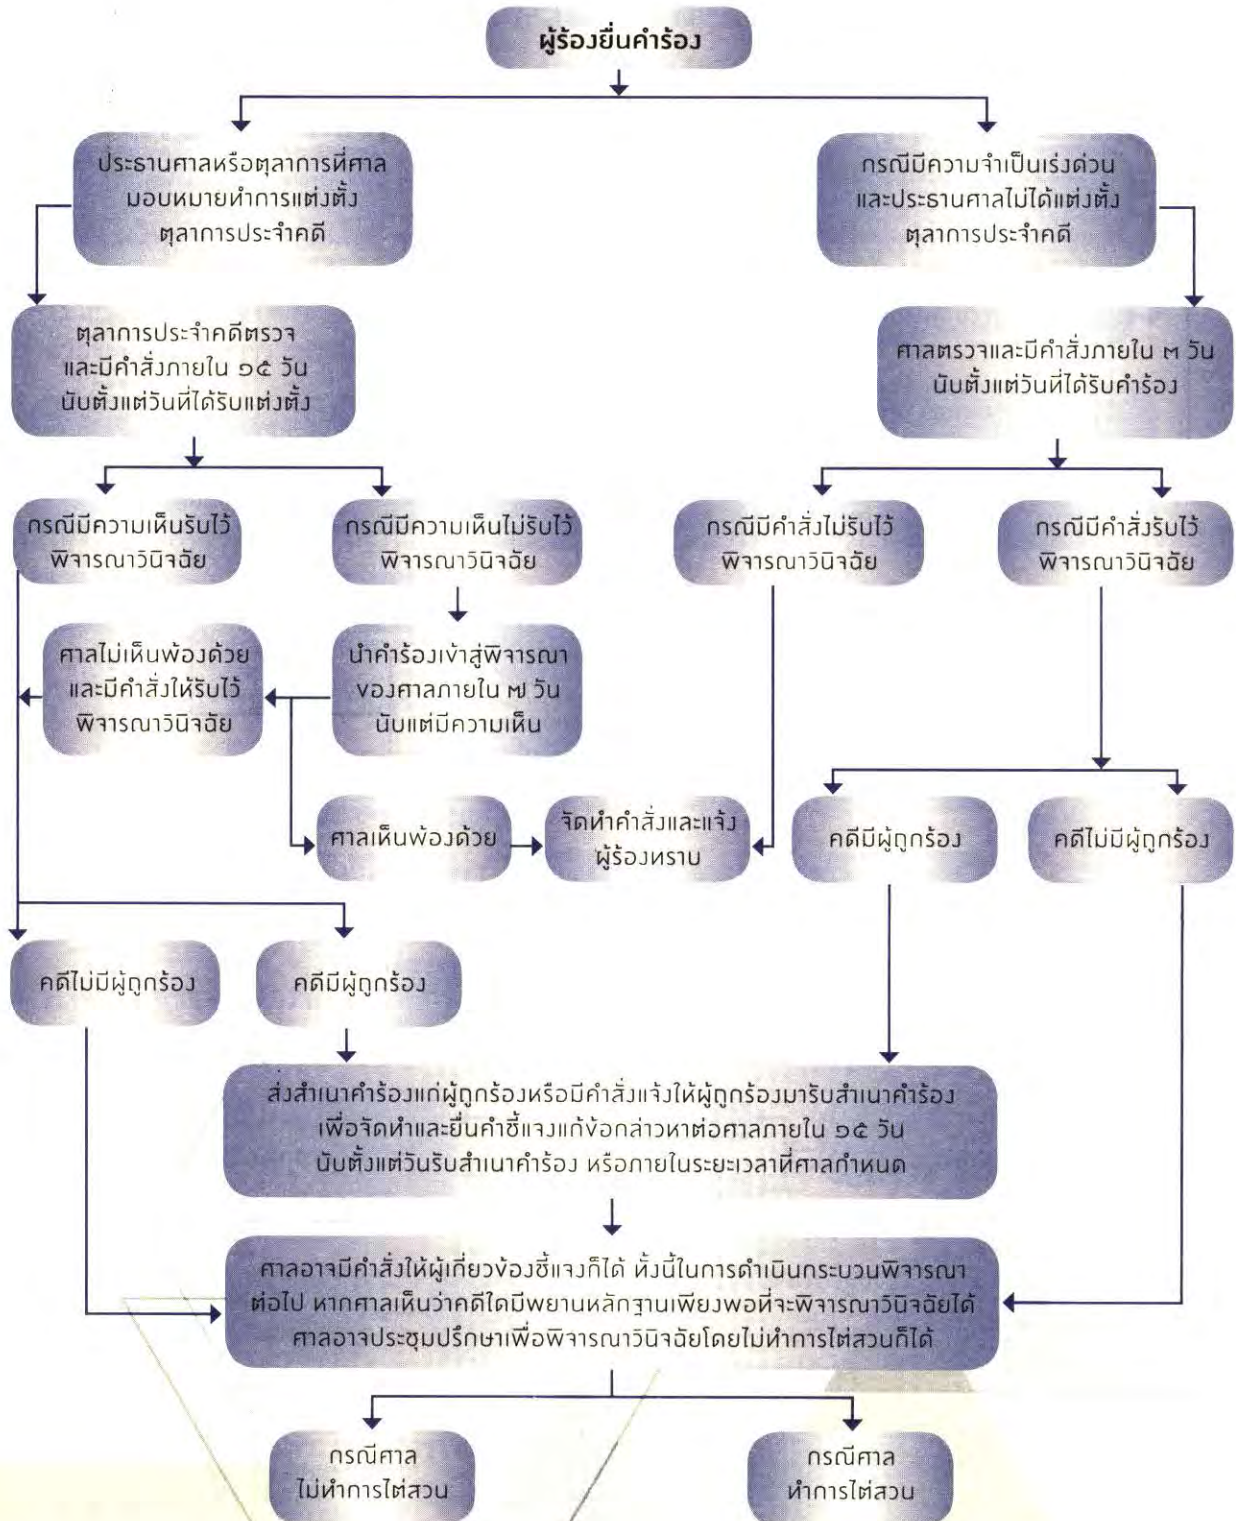 ผู้ร้องยื่นคำร้อง
ประธานศาลหรือตุลาการที่ศาล
มอบหมายทำการแต่งตั้ง
ตุลาการประจำคดี
กรณีมีความจำเป็นเร่งด่วน
และประธานศาลไม่ได้แต่งตั้ง
ตุลาการประจำคดี
ตุลาการประจำคดีตรวจ
และมีคำสั่งภายใน ๑๕ วัน
นับตั้งแต่วันที่ได้รับแต่งตั้ง
ศาลตรวจและมีคำสั่งภายใน ๓ วัน
นับตั้งแต่วันที่ได้รับคำร้อง
กรณีมีความเห็นรับไว้
พิจารณาวินิจฉัย
กรณีมีความเห็นไม่รับไว้
พิจารณาวินิจฉัย
กรณีมีคำสั่งไม่รับไว้
พิจารณาวินิจฉัย
กรณีมีคำสั่งรับไว้
พิจารณาวินิจฉัย
ศาลไม่เห็นพ้องด้วย
และมีคำสั่งให้รับไว้
พิจารณาวินิจฉัย
นำคำร้องเข้าสู่พิจารณา
ของศาลภายใน ๗ วัน
นับแต่มีความเห็น
ศาลเห็นพ้องด้วย
จัดทำคำสั่งและแจ้ง
ผู้ร้องทราบ
คดีมีผู้ถูกร้อง
คดีไม่มีผู้ถูกร้อง
คดีไม่มีผู้ถูกร้อง
คดีมีผู้ถูกร้อง
ส่งสำเนาคำร้องแก่ผู้ถูกร้องหรือมีคำสั่งแจ้งให้ผู้ถูกร้องมารับสำเนาคำร้อง
เพื่อจัดทำและยื่นคำชี้แจงแก้ข้อกล่าวหาต่อศาลภายใน ๑๕ วัน
นับตั้งแต่วันรับสำเนาคำร้อง หรือภายในระยะเวลาที่ศาลกำหนด
ศาลอาจมีคำสั่งให้ผู้เกี่ยวข้องชี้แจงก็ได้ ทั้งนี้ในการดำเนินกระบวนพิจารณา
ต่อไป หากศาลเห็นว่าคดีใดมีพยานหลักฐานเพียงพอที่จะพิจารณาวินิจฉัยได้
ศาลอาจประชุมปรึกษาเพื่อพิจารณาวินิจฉัยโดยไม่ทำการไต่สวนก็ได้
กรณีศาล
ไม่ทำการไต่สวน
กรณีศาล
ทำการไต่สวน